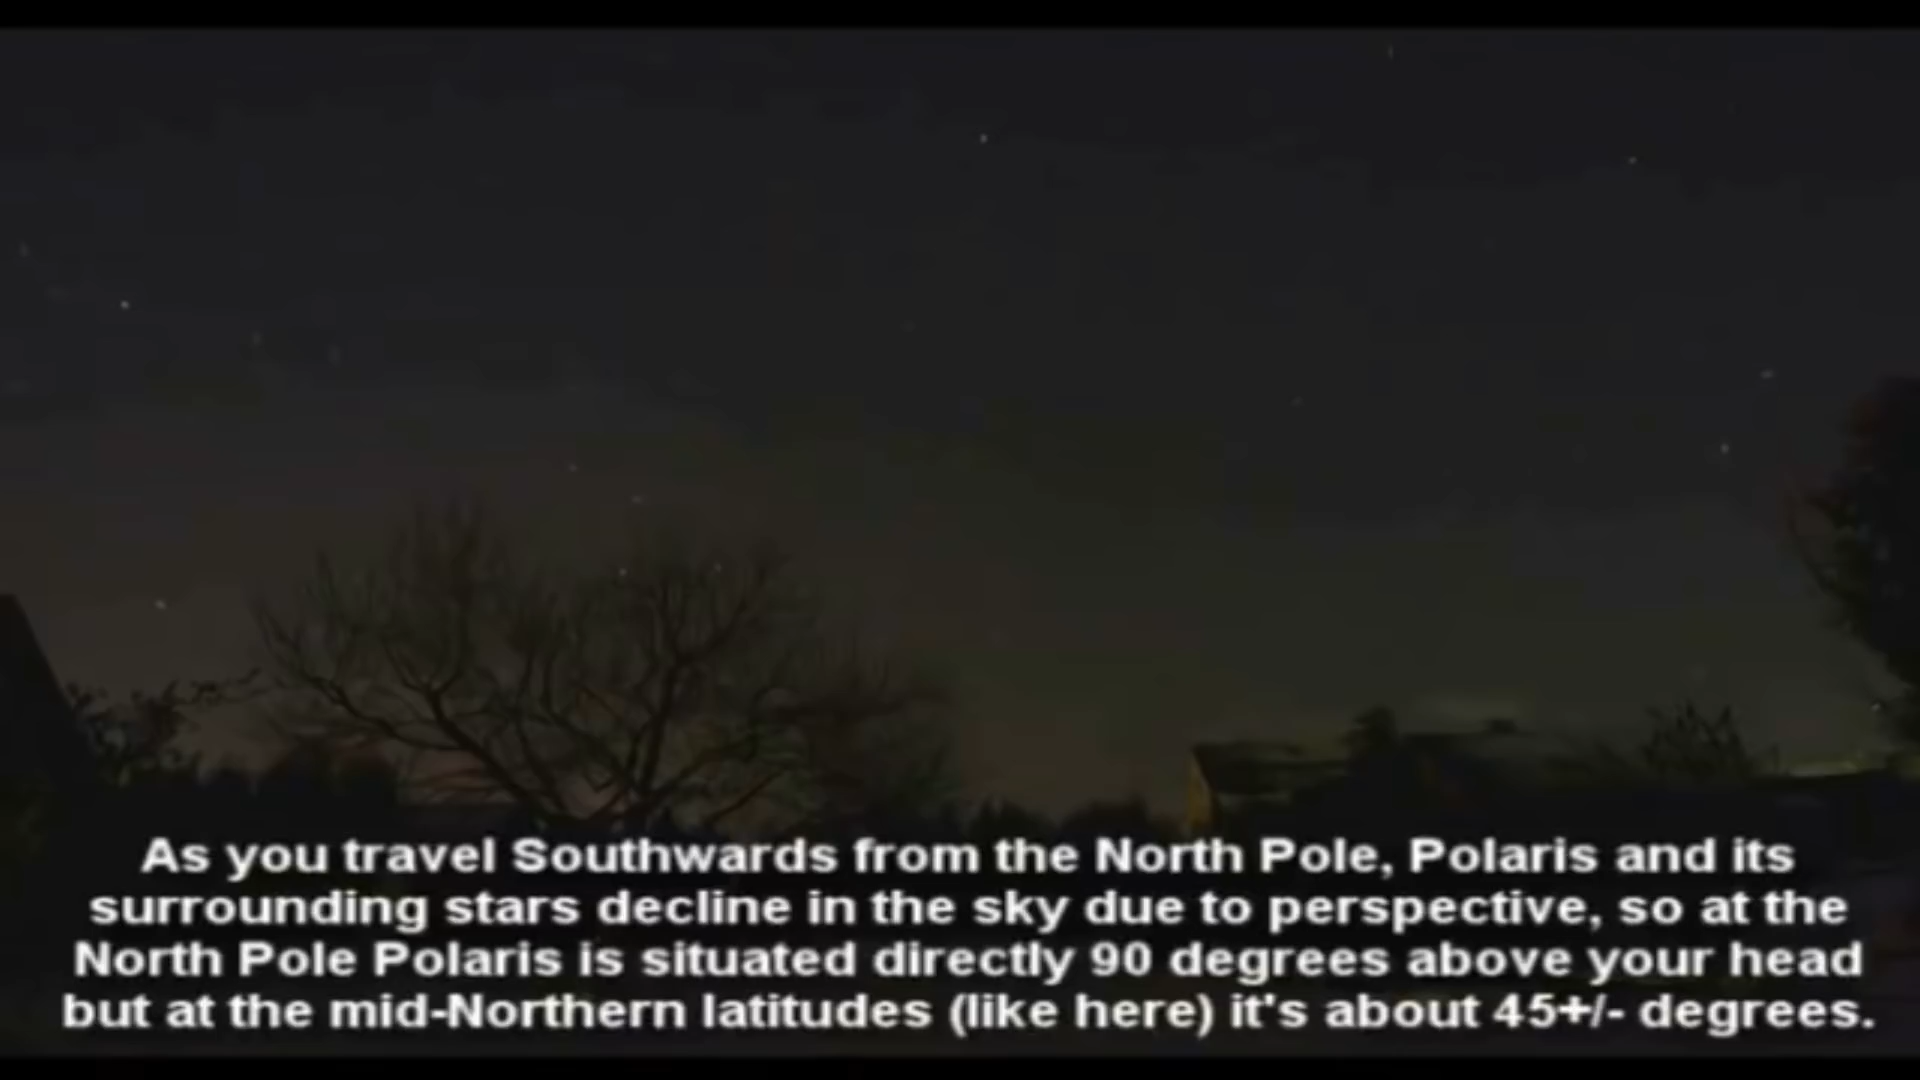 As you travel Southwards from the North Pole, Polaris and its
surrounding stars decline in the sky due to perspective, so at the
North Pole Polaris is situated directly 90 degrees above your head
but at the mid-Northern latitudes (like here) it's about 45+/- degrees.